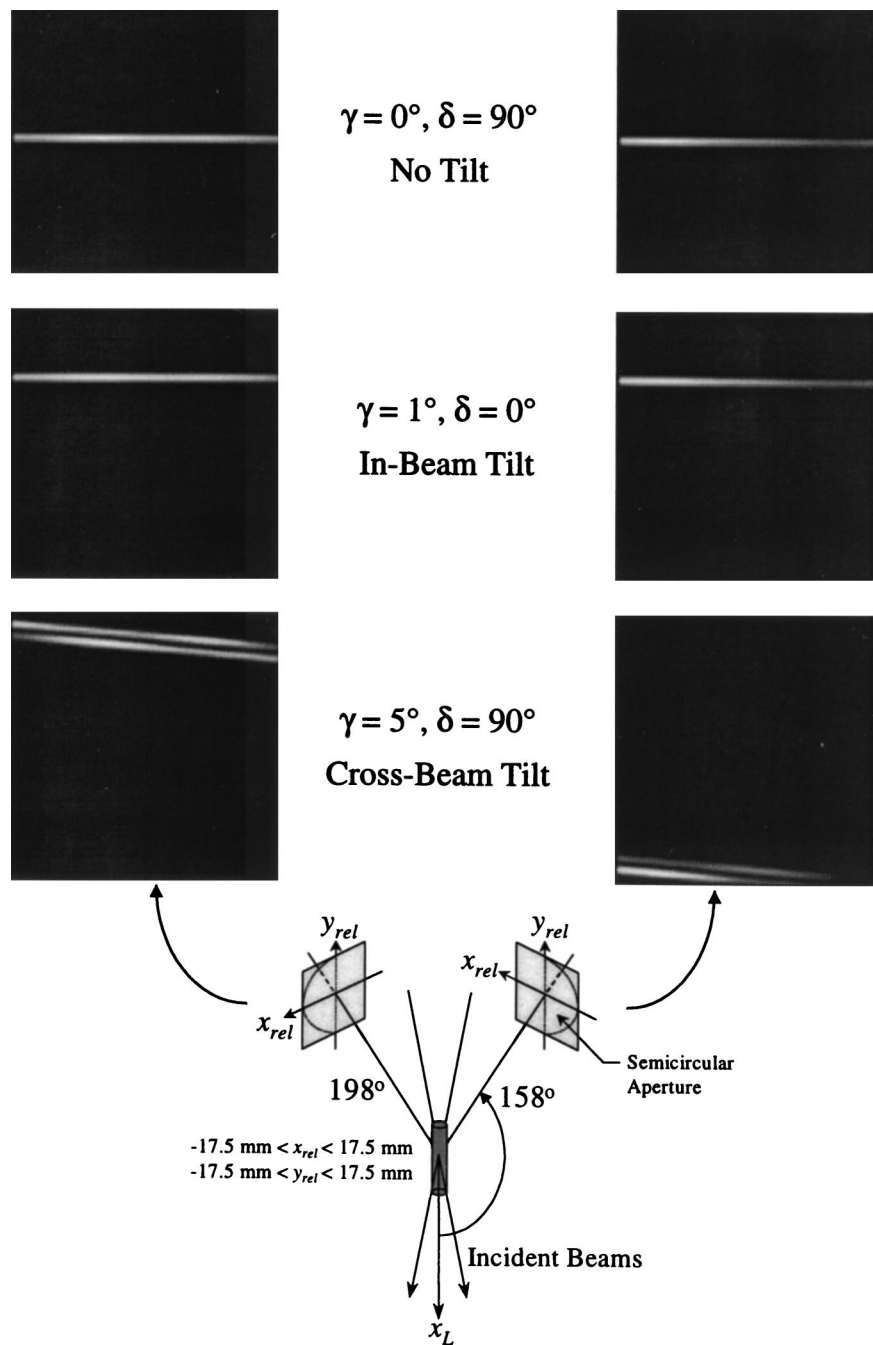 γ = 0°, δ = 90°
No Tilt
γ = 1°, δ = 0°
In-Beam Tilt
γ = 5°, δ = 90°
Cross-Beam Tilt
y_rel
y_rel
x_rel
x_rel
Semicircular
Aperture
198°
158°
-17.5 mm < x_rel < 17.5 mm
-17.5 mm < y_rel < 17.5 mm
Incident Beams
x_L